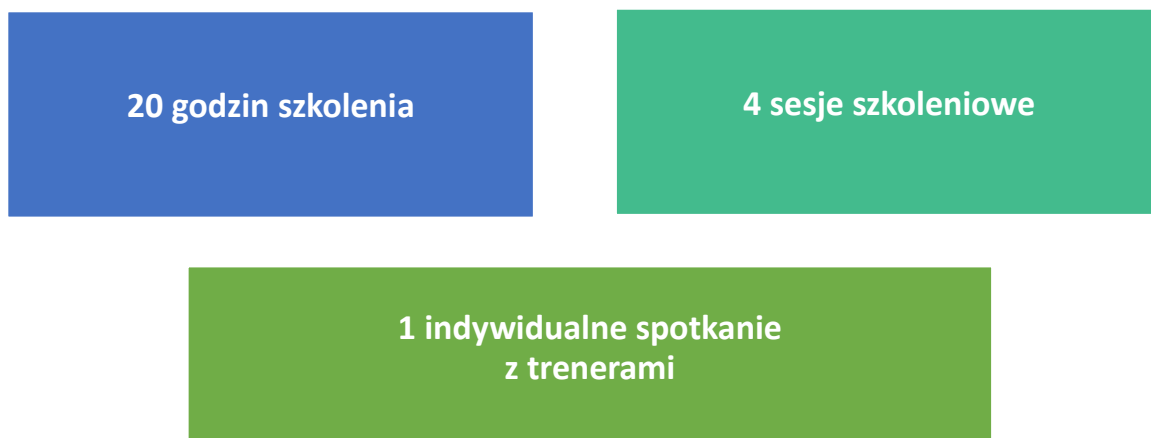 20 godzin szkolenia
4 sesje szkoleniowe
1 indywidualne spotkanie
z trenerami